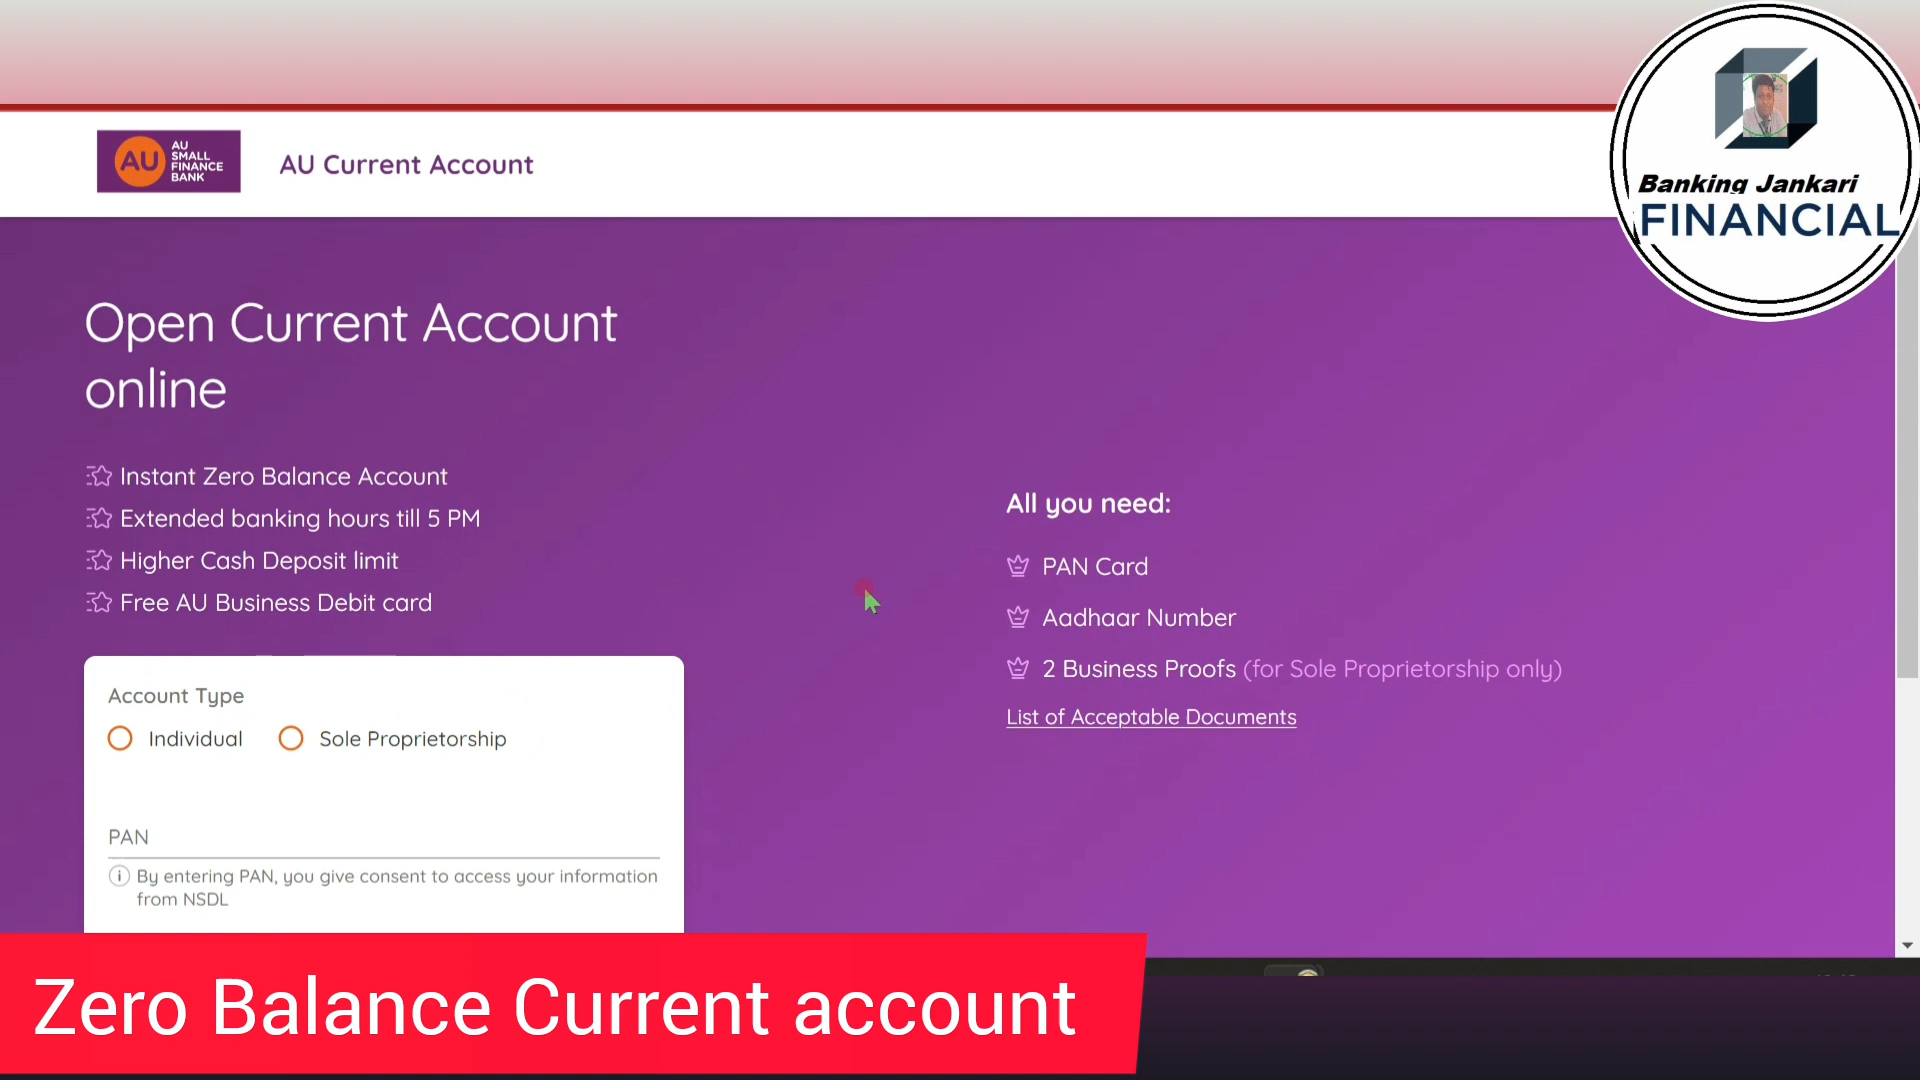 AU
AU
SMALL
FINANCE
BANK
AU Current Account
Banking Jankari
FINANCIAL
Open Current Account
online
Instant Zero Balance Account
Extended banking hours till 5 PM
Higher Cash Deposit limit
Free AU Business Debit card
All you need:
PAN Card
Aadhaar Number
2 Business Proofs (for Sole Proprietorship only)
List of Acceptable Documents
Account Type
Individual
Sole Proprietorship
PAN
By entering PAN, you give consent to access your information
from NSDL
Zero Balance Current account